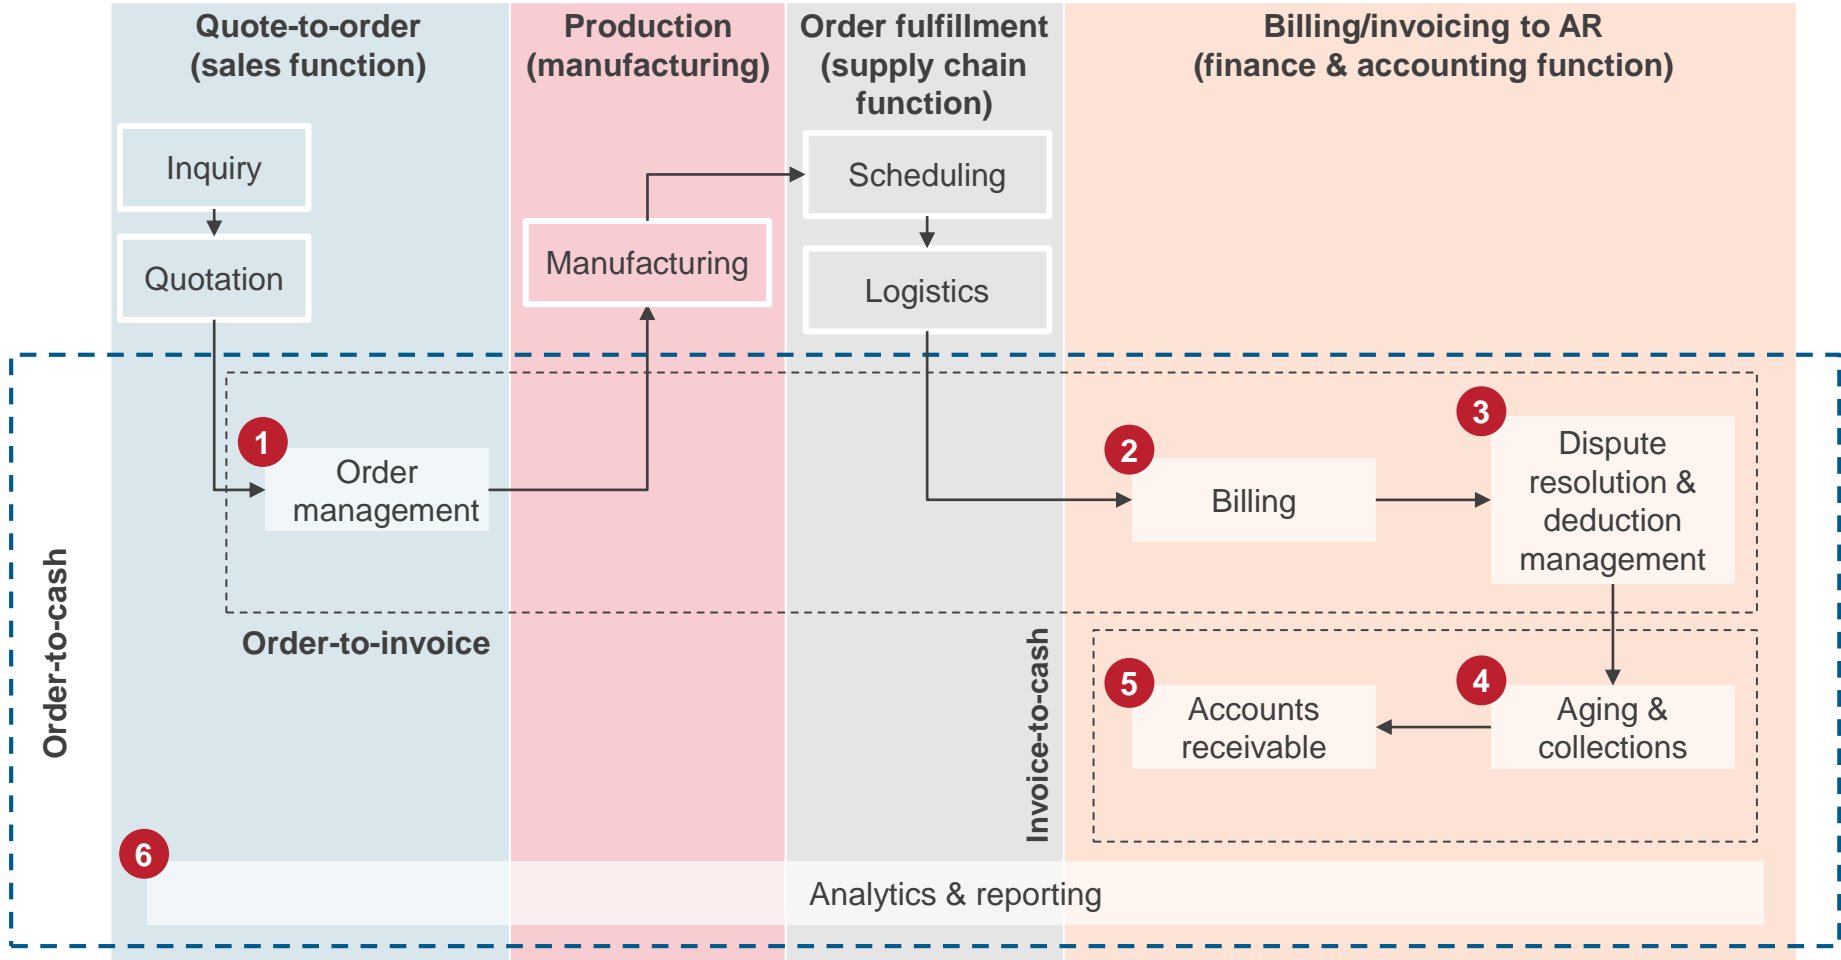 Quote-to-order
(sales function)
Production
(manufacturing)
Order fulfillment
(supply chain
function)
Billing/invoicing to AR
(finance & accounting function)
Inquiry
Quotation
Manufacturing
Scheduling
Logistics
1
Order
management
2
Billing
3
Dispute
resolution &
deduction
management
Order-to-invoice
Order-to-cash
Invoice-to-cash
5
Accounts
receivable
4
Aging &
collections
6
Analytics & reporting